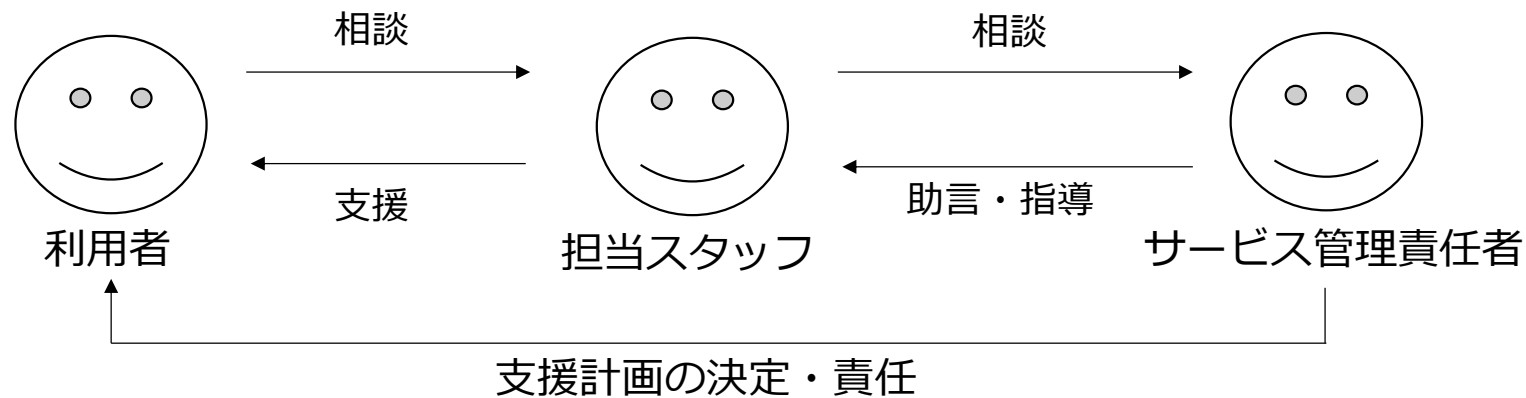 相談
相談
支援
助言・指導
利用者
担当スタッフ
サービス管理責任者
支援計画の決定・責任